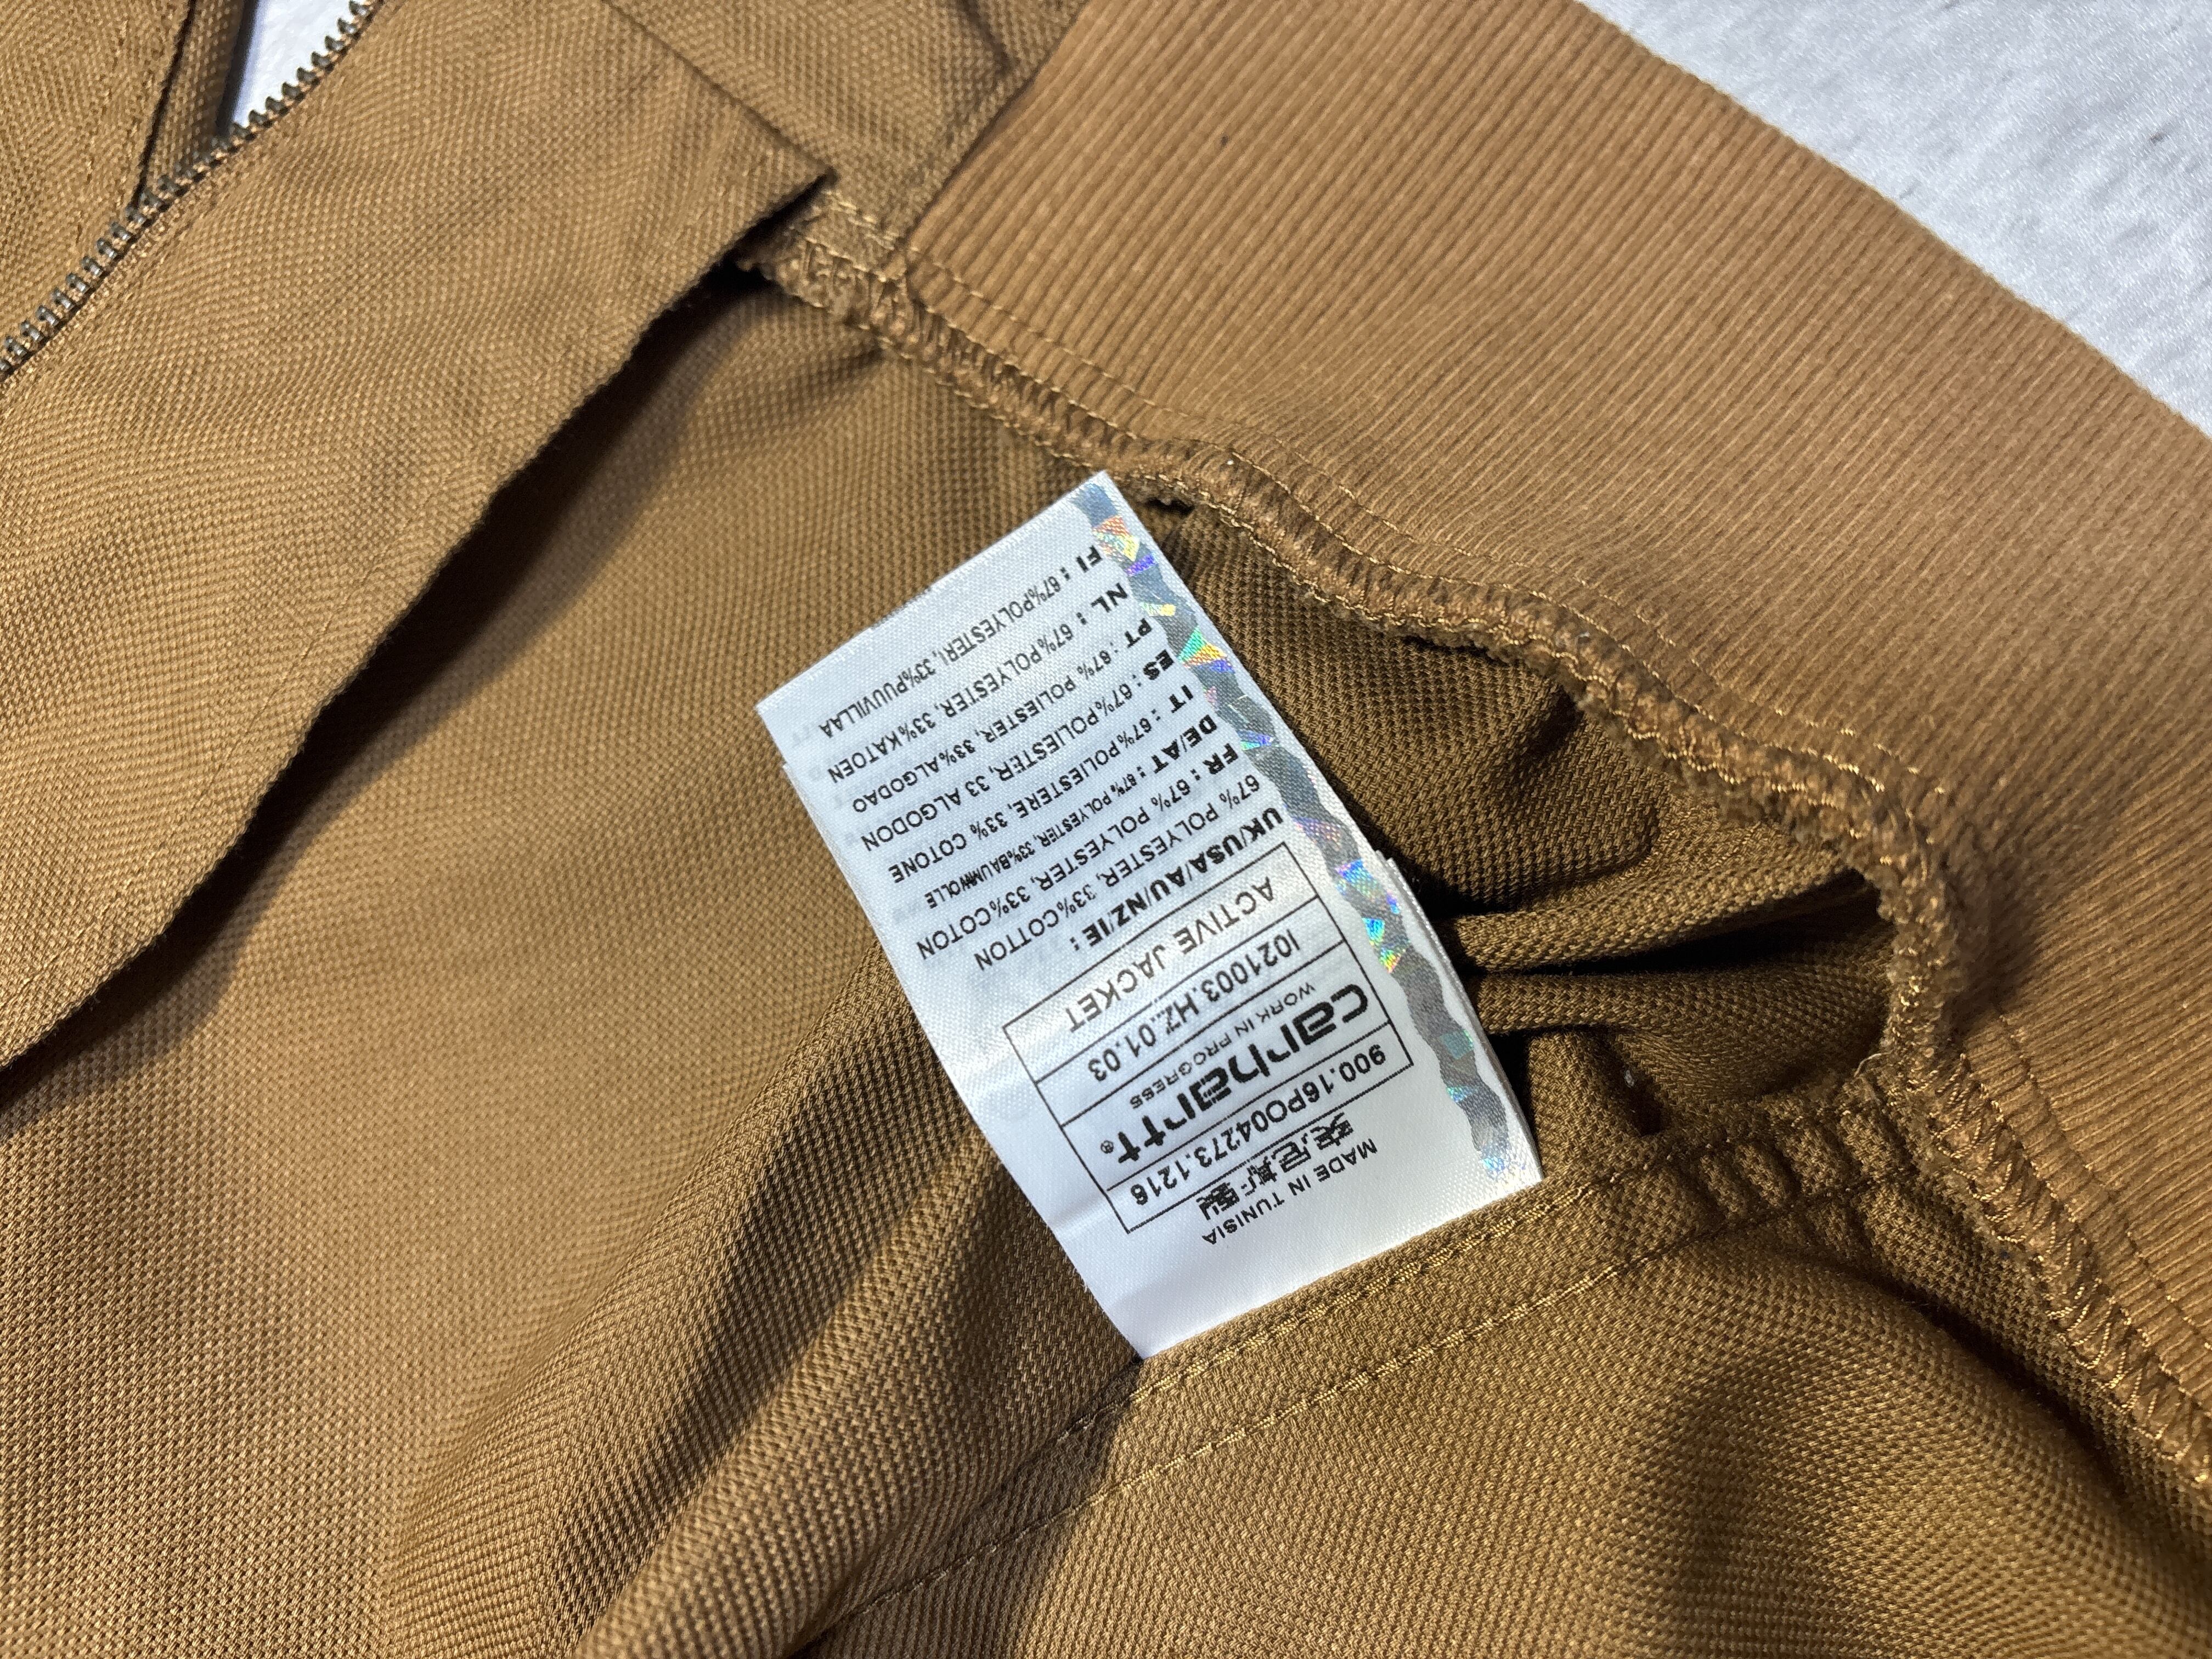 MADE IN TUNISIA
突尼斯製
900.16PO04273.1216
carhartt®
WORK IN PROGRESS
I021003.HZ.01.03
ACTIVE JACKET
UK/USA/AU/NZ/IE :
67% POLYESTER, 33%COTTON
FR : 67% POLYESTER, 33%COTON
DE/AT : 67% POLYESTER, 33%BAUMWOLLE
IT : 67%POLIESTERE, 33% COTONE
ES : 67%POLIESTER, 33 ALGODON
PT : 67% POLIESTER, 33%ALGODAO
NL : 67%POLYESTER, 33%KATOEN
FI : 67%POLYESTERI, 33%PUUVILLAA